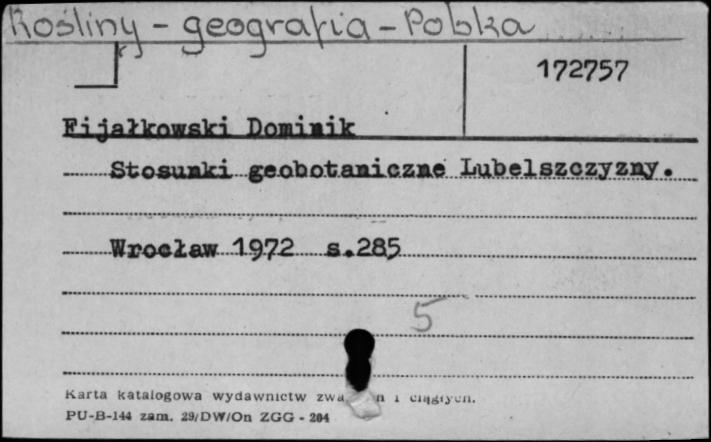 Rośliny - geografia - Polska
172757
Fijałkowski Dominik
Stosunki geobotaniczne Lubelszczyzny.
Wrocław 1972 s.285
5
Karta katalogowa wydawnictw i ciągłych.
PU-B-144 zam. 29/DW/On ZGG - 204